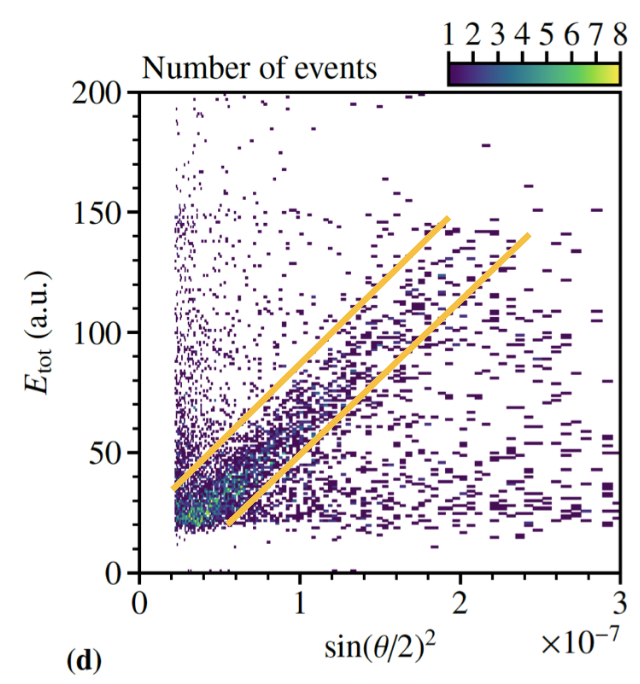 1 2 3 4 5 6 7 8
Number of events
200
150
100
50
0
E_tot (a.u.)
0 1 2 3
sin(θ/2)² ×10⁻⁷
(d)